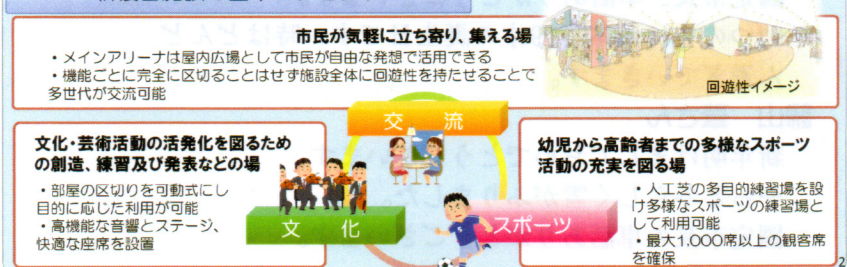 市民が気軽に立ち寄り、集える場
・メインアリーナは屋内広場として市民が自由な発想で活用できる
・機能ごとに完全に区切ることはせず施設全体に回遊性を持たせることで
多世代が交流可能
回遊性イメージ
交 流
文化・芸術活動の活発化を図るため
の創造、練習及び発表などの場
・部屋の区切りを可動式にし
目的に応じた利用が可能
・高機能な音響とステージ、
快適な座席を設置
文 化
スポーツ
幼児から高齢者までの多様なスポーツ
活動の充実を図る場
・人工芝の多目的練習場を設
け多様なスポーツの練習場と
して利用可能
・最大1,000席以上の観客席
を確保
2